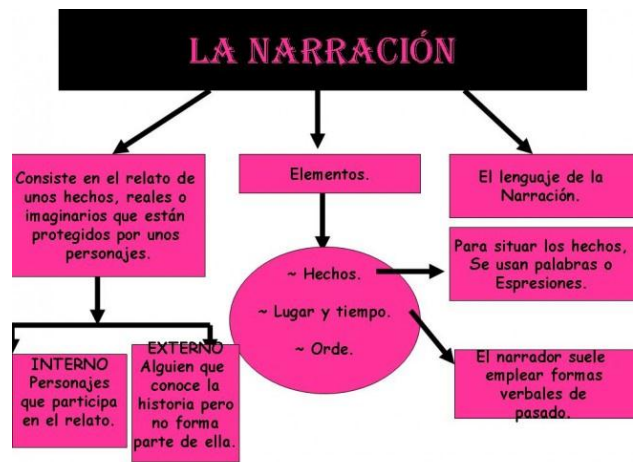 LA NARRACIÓN
Consiste en el relato de
unos hechos, reales o
imaginarios que están
protegidos por unos
personajes.
Elementos.
El lenguaje de la
Narración.
~ Hechos.
~ Lugar y tiempo.
~ Orde.
Para situar los hechos,
Se usan palabras o
Espresiones.
INTERNO
Personajes
que participa
en el relato.
EXTERNO
Alguien que
conoce la
historia pero
no forma
parte de ella.
El narrador suele
emplear formas
verbales de
pasado.